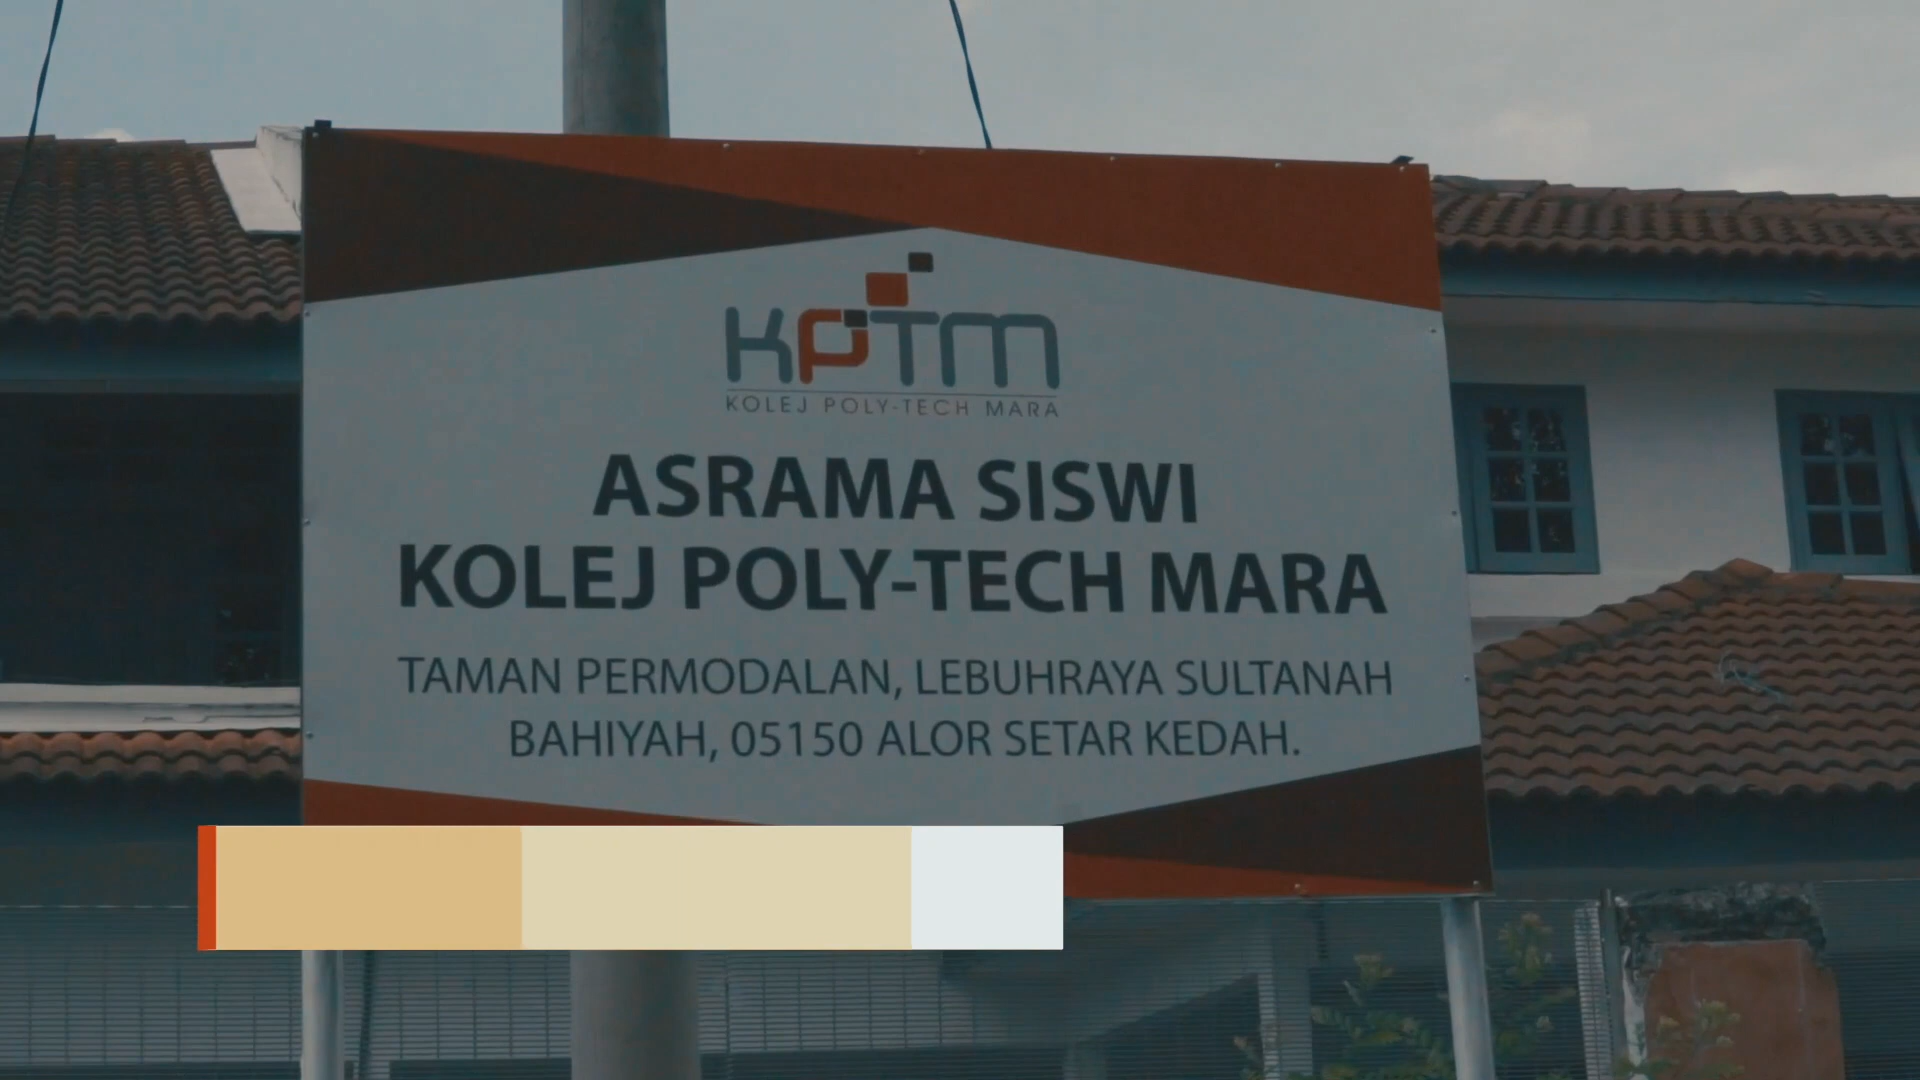 KPTM
KOLEJ POLY-TECH MARA
ASRAMA SISWI
KOLEJ POLY-TECH MARA
TAMAN PERMODALAN, LEBUHRAYA SULTANAH
BAHIYAH, 05150 ALOR SETAR KEDAH.